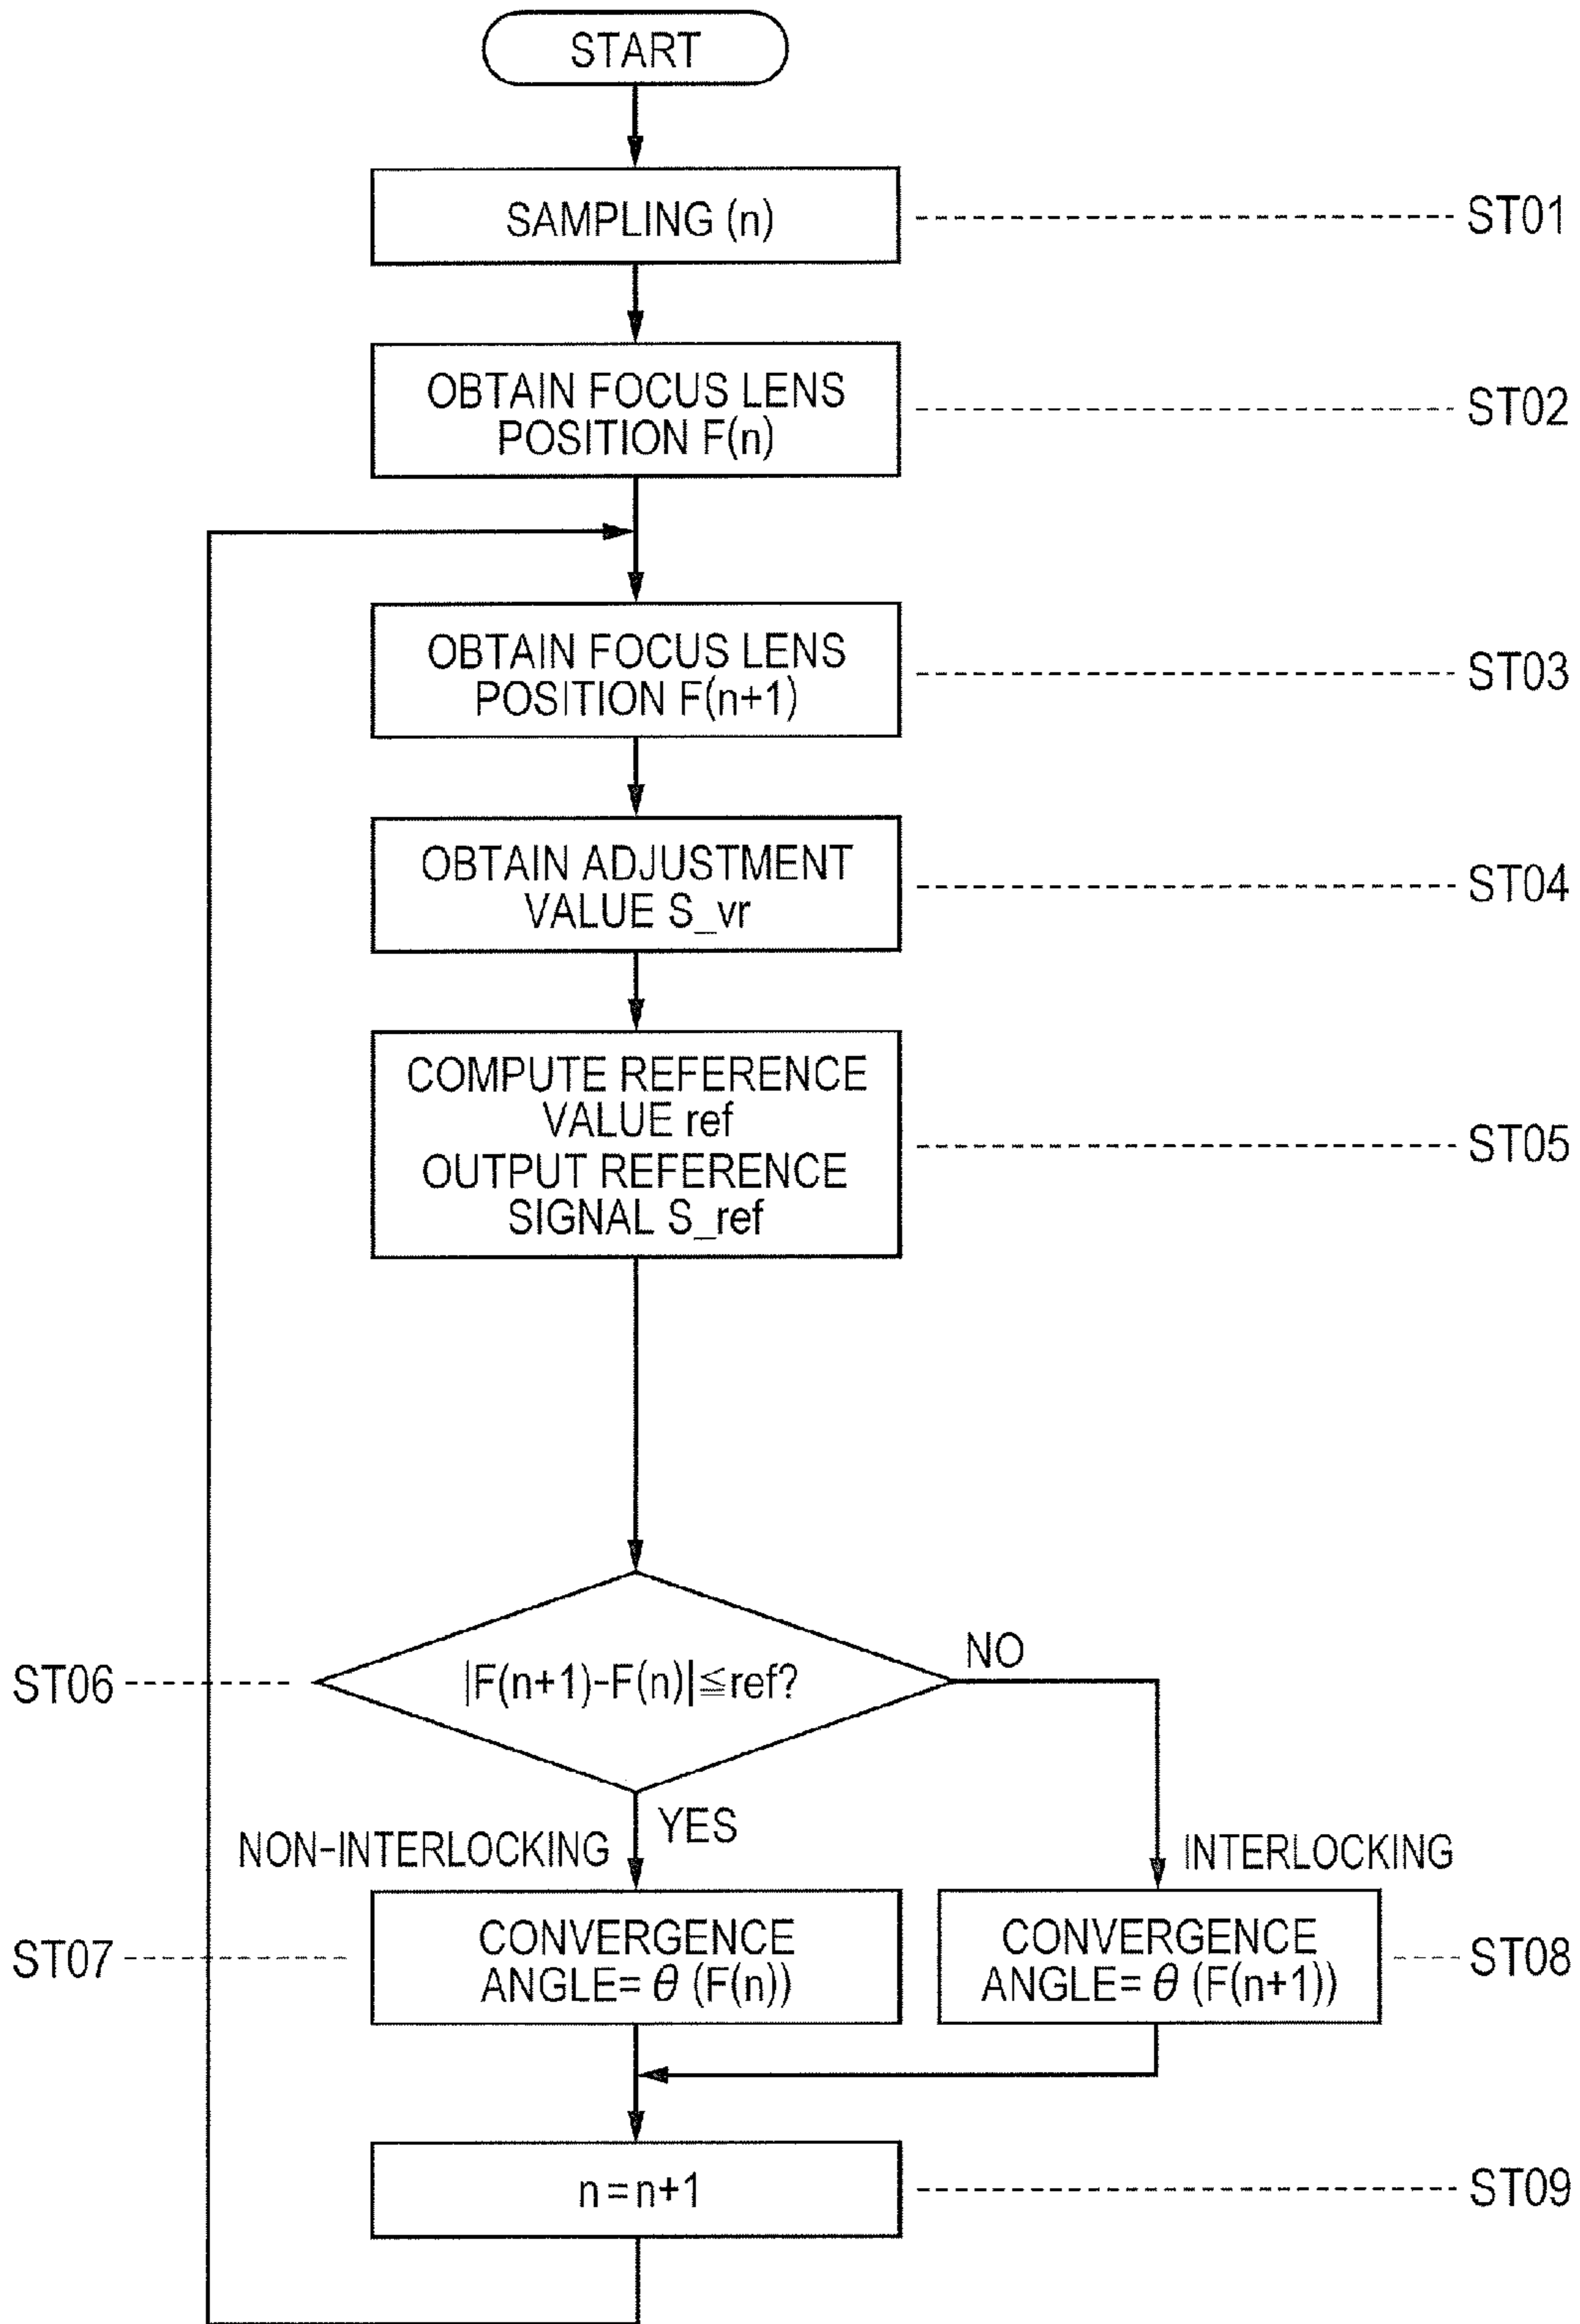 START
SAMPLING (n)
ST01
OBTAIN FOCUS LENS
POSITION F(n)
ST02
OBTAIN FOCUS LENS
POSITION F(n+1)
ST03
OBTAIN ADJUSTMENT
VALUE S_vr
ST04
COMPUTE REFERENCE
VALUE ref
OUTPUT REFERENCE
SIGNAL S_ref
ST05
ST06
|F(n+1)-F(n)|≦ref?
NO
YES
NON-INTERLOCKING
INTERLOCKING
ST07
CONVERGENCE
ANGLE= θ (F(n))
CONVERGENCE
ANGLE= θ (F(n+1))
ST08
n=n+1
ST09